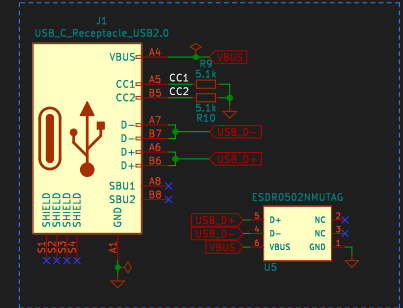 J1
USB_C_Receptacle_USB2.0
VBUS A4 VBUS
R9
5.1k
CC1 A5 CC1
CC2 B5 CC2
5.1k
R10
D- A7
D- B7 USB_D-
D+ A6
D+ B6 USB_D+
SBU1 A8
SBU2 B8
SHIELD SHIELD SHIELD SHIELD GND
S1 S2 S3 S4 A1
ESDR0502NMUTAG
USB_D+ 5 D+ NC 2
USB_D- 4 D- NC 3
VBUS 6 VBUS GND 1
U5